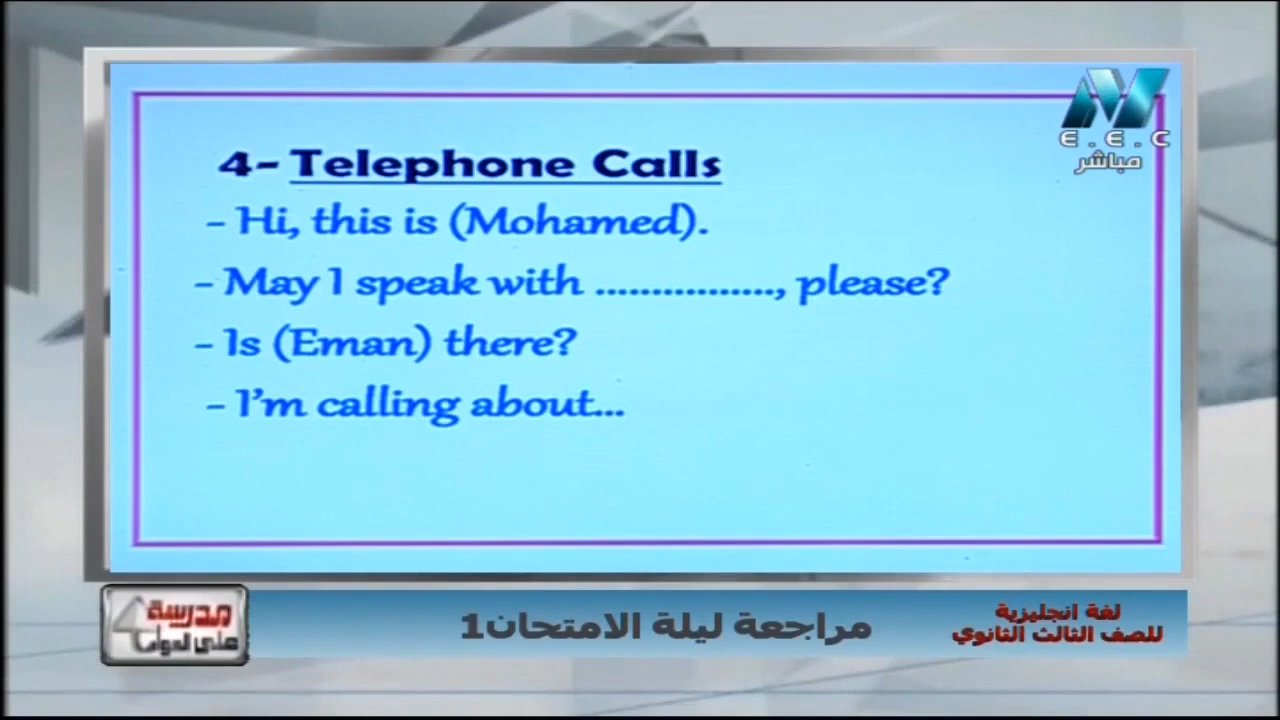 E.E.C
مباشر
4- Telephone Calls
- Hi, this is (Mohamed).
- May I speak with ................, please?
- Is (Eman) there?
- I'm calling about...
لغة انجليزية
للصف الثالث الثانوي
مراجعة ليلة الامتحان1
مدرسة
على الهواء